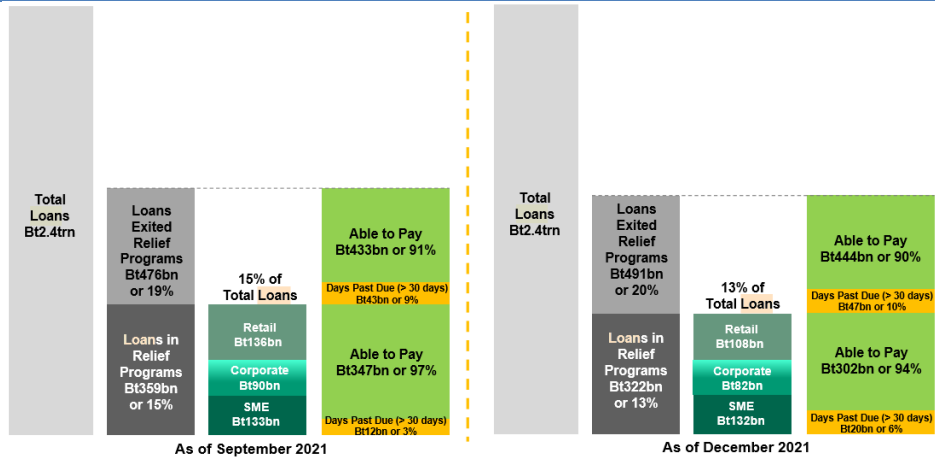 Total
Loans
Bt2.4trn
Loans
Exited
Relief
Programs
Bt476bn
or 19%
Loans in
Relief
Programs
Bt359bn
or 15%
15% of
Total Loans
Retail
Bt136bn
Corporate
Bt90bn
SME
Bt133bn
Able to Pay
Bt433bn or 91%
Days Past Due (> 30 days)
Bt43bn or 9%
Able to Pay
Bt347bn or 97%
Days Past Due (> 30 days)
Bt12bn or 3%
As of September 2021
Total
Loans
Bt2.4trn
Loans
Exited
Relief
Programs
Bt491bn
or 20%
Loans in
Relief
Programs
Bt322bn
or 13%
13% of
Total Loans
Retail
Bt108bn
Corporate
Bt82bn
SME
Bt132bn
Able to Pay
Bt444bn or 90%
Days Past Due (> 30 days)
Bt47bn or 10%
Able to Pay
Bt302bn or 94%
Days Past Due (> 30 days)
Bt20bn or 6%
As of December 2021